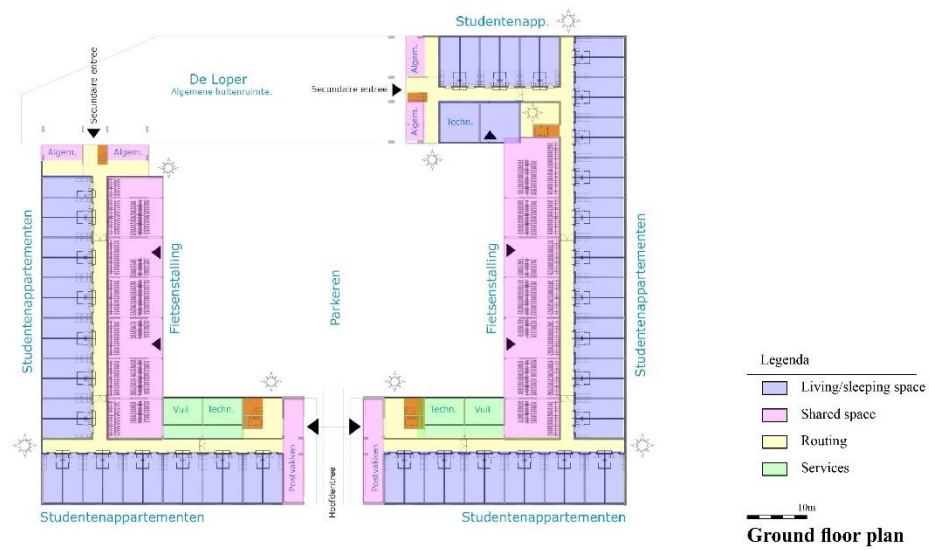 Studentenapp.
Algem.
De Loper
Algemene buitenruimte.
Secundaire entree
Secundaire entree
Algem.
Techn.
Algem.
Algem.
Studentenappartementen
Fietsenstalling
Parkeren
Fietsenstalling
Studentenappartementen
Vuil
Techn.
Techn.
Vuil
Postvakken
Hoofdentree
Postvakken
Studentenappartementen
Studentenappartementen
Legenda
Living/sleeping space
Shared space
Routing
Services
10m
Ground floor plan